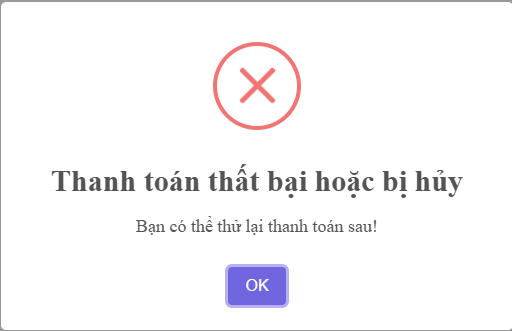 Thanh toán thất bại hoặc bị hủy
Bạn có thể thử lại thanh toán sau!
OK